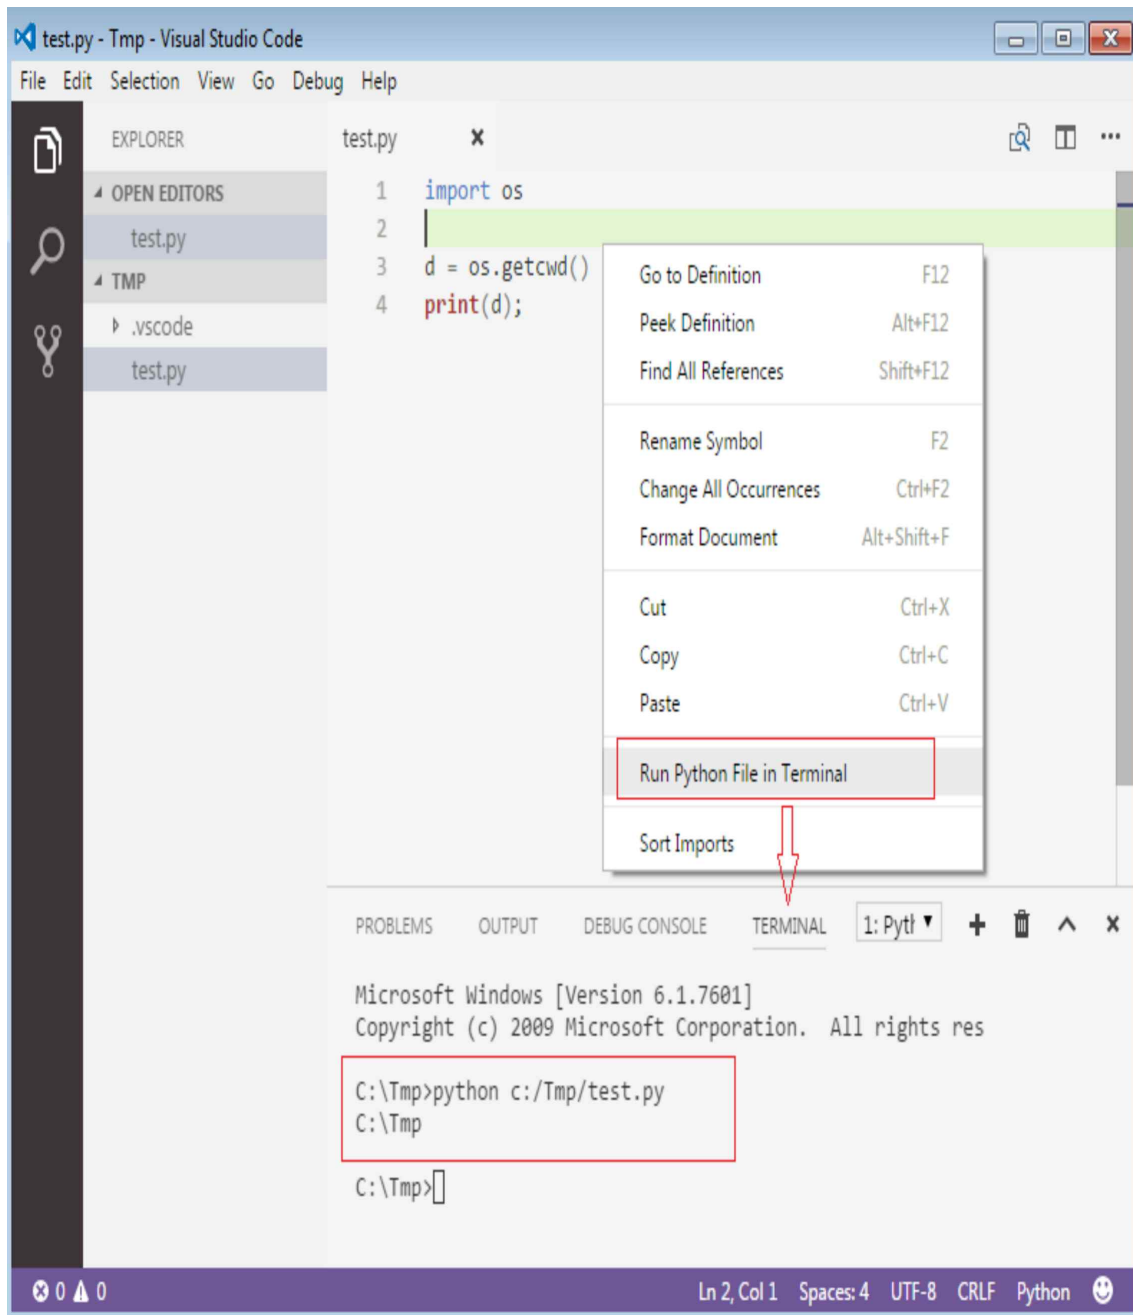 test.py - Tmp - Visual Studio Code
File Edit Selection View Go Debug Help
EXPLORER
OPEN EDITORS
test.py
TMP
.vscode
test.py
test.py
1 import os
2
3 d = os.getcwd()
4 print(d);
Go to Definition F12
Peek Definition Alt+F12
Find All References Shift+F12
Rename Symbol F2
Change All Occurrences Ctrl+F2
Format Document Alt+Shift+F
Cut Ctrl+X
Copy Ctrl+C
Paste Ctrl+V
Run Python File in Terminal
Sort Imports
PROBLEMS OUTPUT DEBUG CONSOLE TERMINAL 1: Pyth
Microsoft Windows [Version 6.1.7601]
Copyright (c) 2009 Microsoft Corporation. All rights res
C:\Tmp>python c:/Tmp/test.py
C:\Tmp
C:\Tmp>
0 0 Ln 2, Col 1 Spaces: 4 UTF-8 CRLF Python